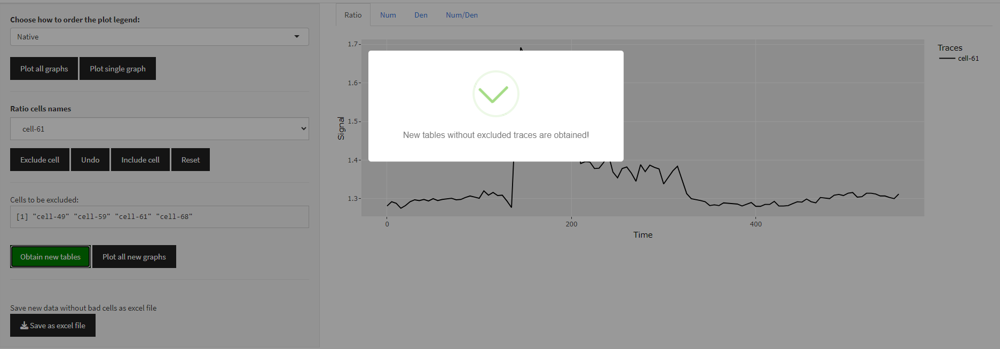 Choose how to order the plot legend:
Native
Plot all graphs
Plot single graph
Ratio cells names
cell-61
Exclude cell
Undo
Include cell
Reset
Cells to be excluded:
[1] "cell-49" "cell-59" "cell-61" "cell-68"
Obtain new tables
Plot all new graphs
Save new data without bad cells as excel file
Save as excel file
Ratio
Num
Den
Num/Den
1.7
1.6
1.5
1.4
1.3
Signal
0
200
400
Time
Traces
cell-61
New tables without excluded traces are obtained!